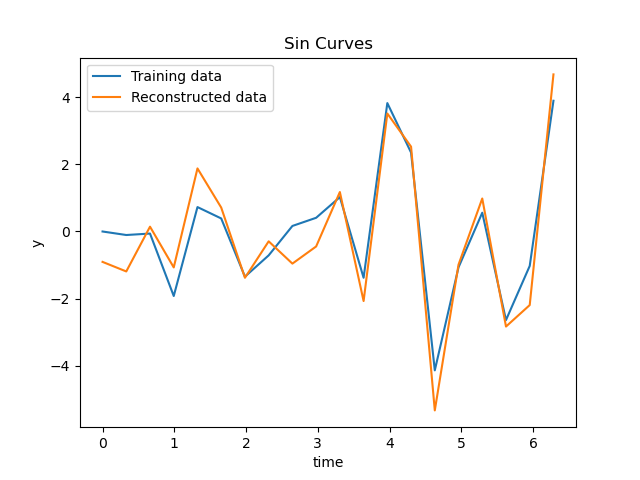 Sin Curves
Training data
Reconstructed data
4
2
0
−2
−4
y
0 1 2 3 4 5 6
time